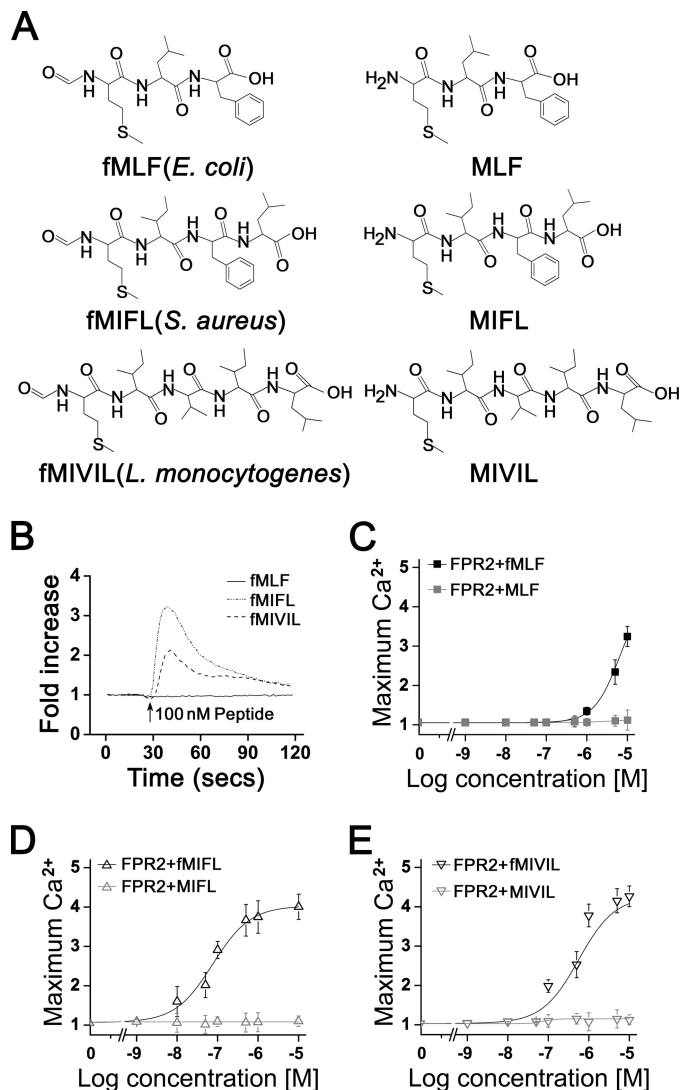 A
fMLF(E. coli)
MLF
fMIFL(S. aureus)
MIFL
fMIVIL(L. monocytogenes)
MIVIL
O
N
H
O
H
N
O
N
H
O
OH
S
H2N
O
N
H
H
N
O
O
OH
S
B
Fold increase
4
3
2
1
0
fMLF
fMIFL
fMIVIL
100 nM Peptide
0 30 60 90 120
Time (secs)
C
Maximum Ca2+
5
4
3
2
1
FPR2+fMLF
FPR2+MLF
0 -9 -8 -7 -6 -5
Log concentration [M]
D
Maximum Ca2+
5
4
3
2
1
FPR2+fMIFL
FPR2+MIFL
0 -9 -8 -7 -6 -5
Log concentration [M]
E
Maximum Ca2+
5
4
3
2
1
FPR2+fMIVIL
FPR2+MIVIL
0 -9 -8 -7 -6 -5
Log concentration [M]